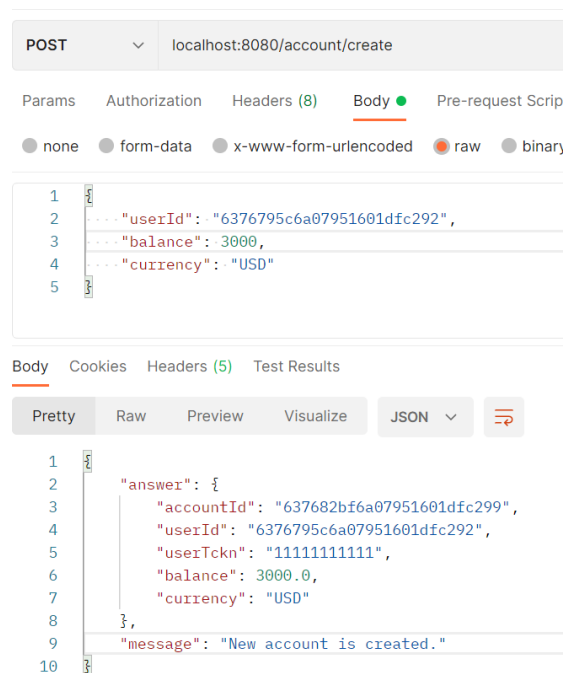 POST localhost:8080/account/create
Params Authorization Headers (8) Body Pre-request Scrip
none form-data x-www-form-urlencoded raw binary
1 {
2 "userId": "6376795c6a07951601dfc292",
3 "balance": 3000,
4 "currency": "USD"
5 }
Body Cookies Headers (5) Test Results
Pretty Raw Preview Visualize JSON
1 {
2 "answer": {
3 "accountId": "637682bf6a07951601dfc299",
4 "userId": "6376795c6a07951601dfc292",
5 "userTckn": "11111111111",
6 "balance": 3000.0,
7 "currency": "USD"
8 },
9 "message": "New account is created."
10 }